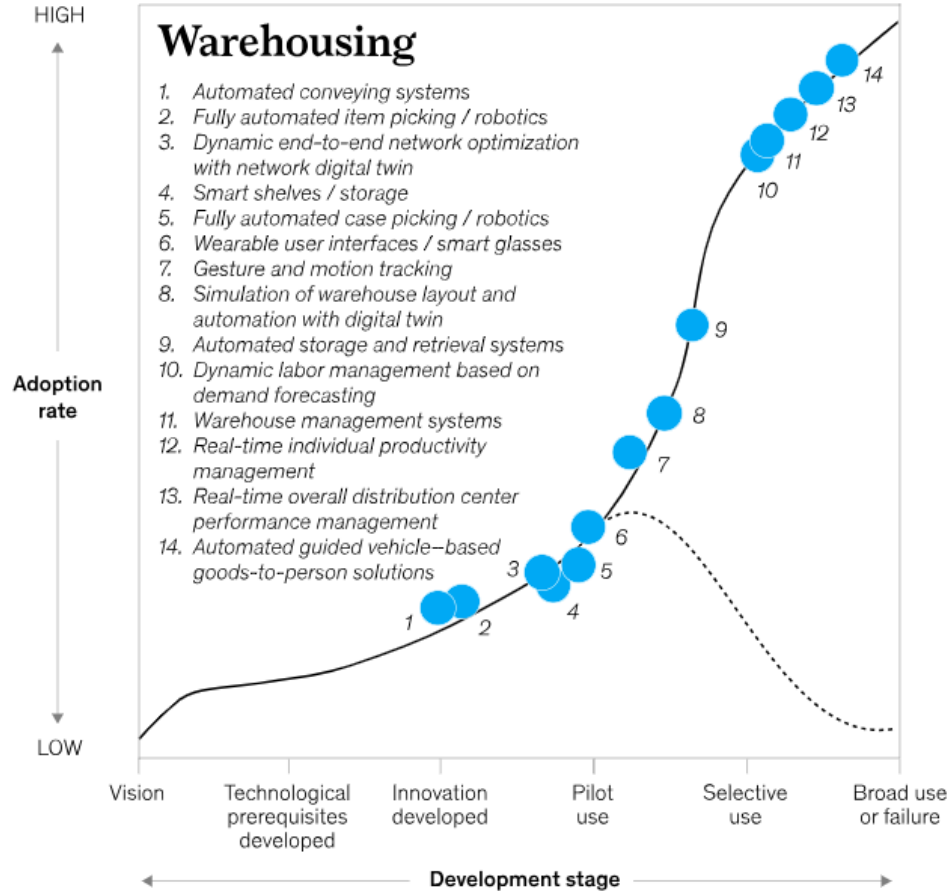 HIGH
Warehousing
1. Automated conveying systems
2. Fully automated item picking / robotics
3. Dynamic end-to-end network optimization
with network digital twin
4. Smart shelves / storage
5. Fully automated case picking / robotics
6. Wearable user interfaces / smart glasses
7. Gesture and motion tracking
8. Simulation of warehouse layout and
automation with digital twin
9. Automated storage and retrieval systems
10. Dynamic labor management based on
demand forecasting
11. Warehouse management systems
12. Real-time individual productivity
management
13. Real-time overall distribution center
performance management
14. Automated guided vehicle–based
goods-to-person solutions
Adoption
rate
14
13
12
11
10
9
8
7
6
5
3
4
1
2
LOW
Vision
Technological
prerequisites
developed
Innovation
developed
Pilot
use
Selective
use
Broad use
or failure
Development stage